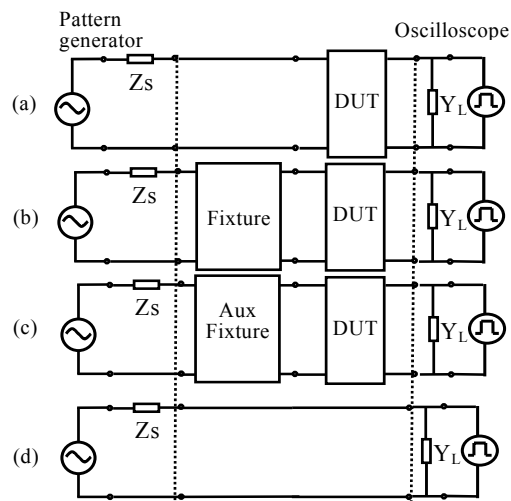 Pattern
generator
Oscilloscope
(a)
Zs
DUT
YL
(b)
Zs
Fixture
DUT
YL
(c)
Zs
Aux
Fixture
DUT
YL
(d)
Zs
YL